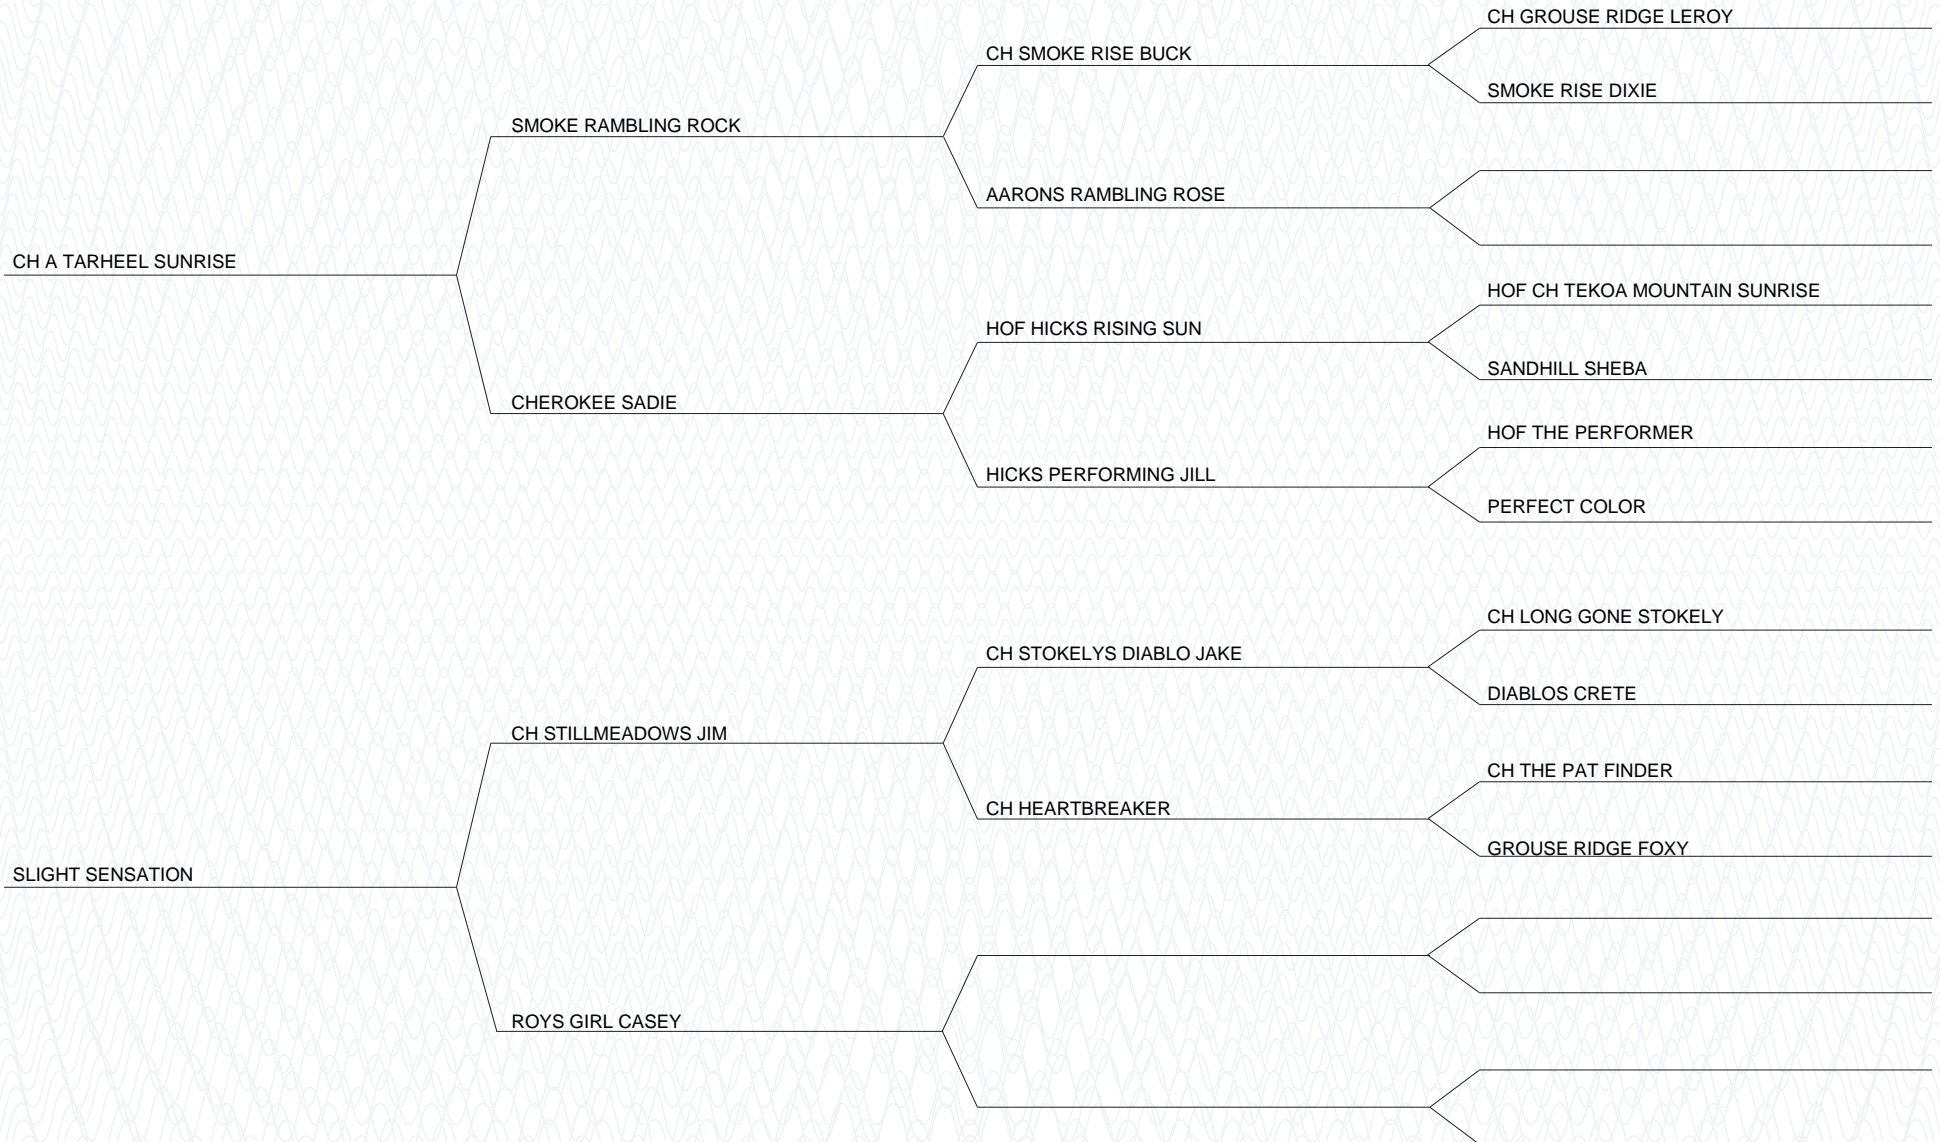 CH GROUSE RIDGE LEROY
CH SMOKE RISE BUCK
SMOKE RISE DIXIE
SMOKE RAMBLING ROCK
AARONS RAMBLING ROSE
CH A TARHEEL SUNRISE
HOF CH TEKOA MOUNTAIN SUNRISE
HOF HICKS RISING SUN
SANDHILL SHEBA
CHEROKEE SADIE
HOF THE PERFORMER
HICKS PERFORMING JILL
PERFECT COLOR
CH LONG GONE STOKELY
CH STOKELYS DIABLO JAKE
DIABLOS CRETE
CH STILLMEADOWS JIM
CH THE PAT FINDER
CH HEARTBREAKER
GROUSE RIDGE FOXY
SLIGHT SENSATION
ROYS GIRL CASEY